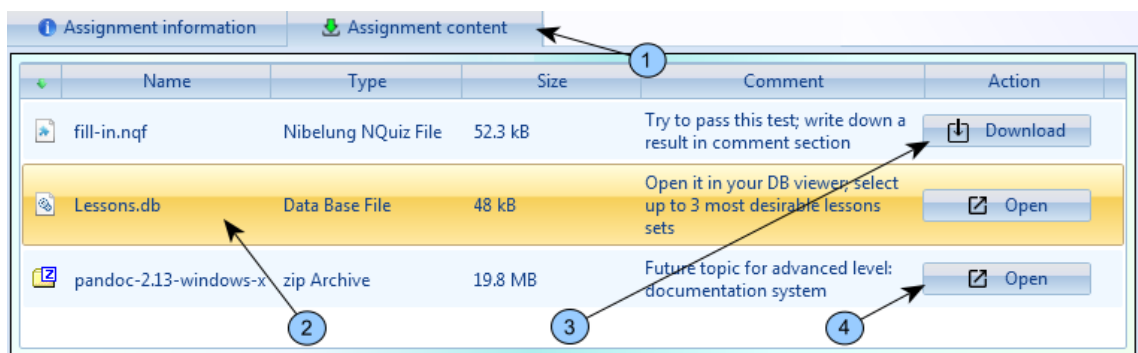 Assignment information Assignment content
1
Name Type Size Comment Action
fill-in.nqf Nibelung NQuiz File 52.3 kB Try to pass this test; write down a
result in comment section
Download
Lessons.db Data Base File 48 kB Open it in your DB viewer; select
up to 3 most desirable lessons
sets
Open
pandoc-2.13-windows-x zip Archive 19.8 MB Future topic for advanced level:
documentation system
Open
2 3 4